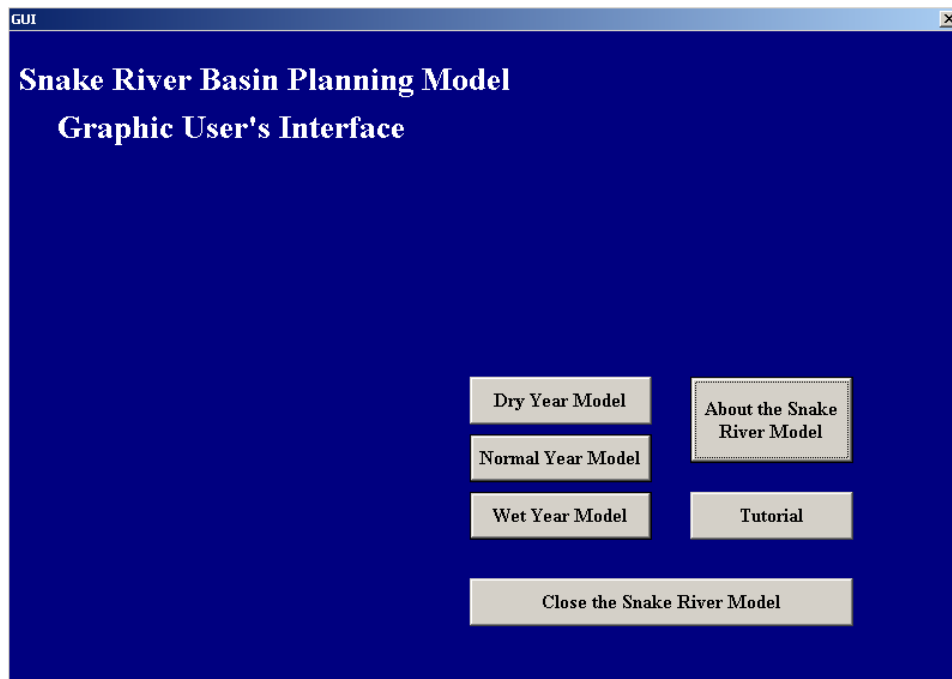 GUI
Snake River Basin Planning Model
Graphic User's Interface
Dry Year Model
About the Snake
River Model
Normal Year Model
Wet Year Model
Tutorial
Close the Snake River Model